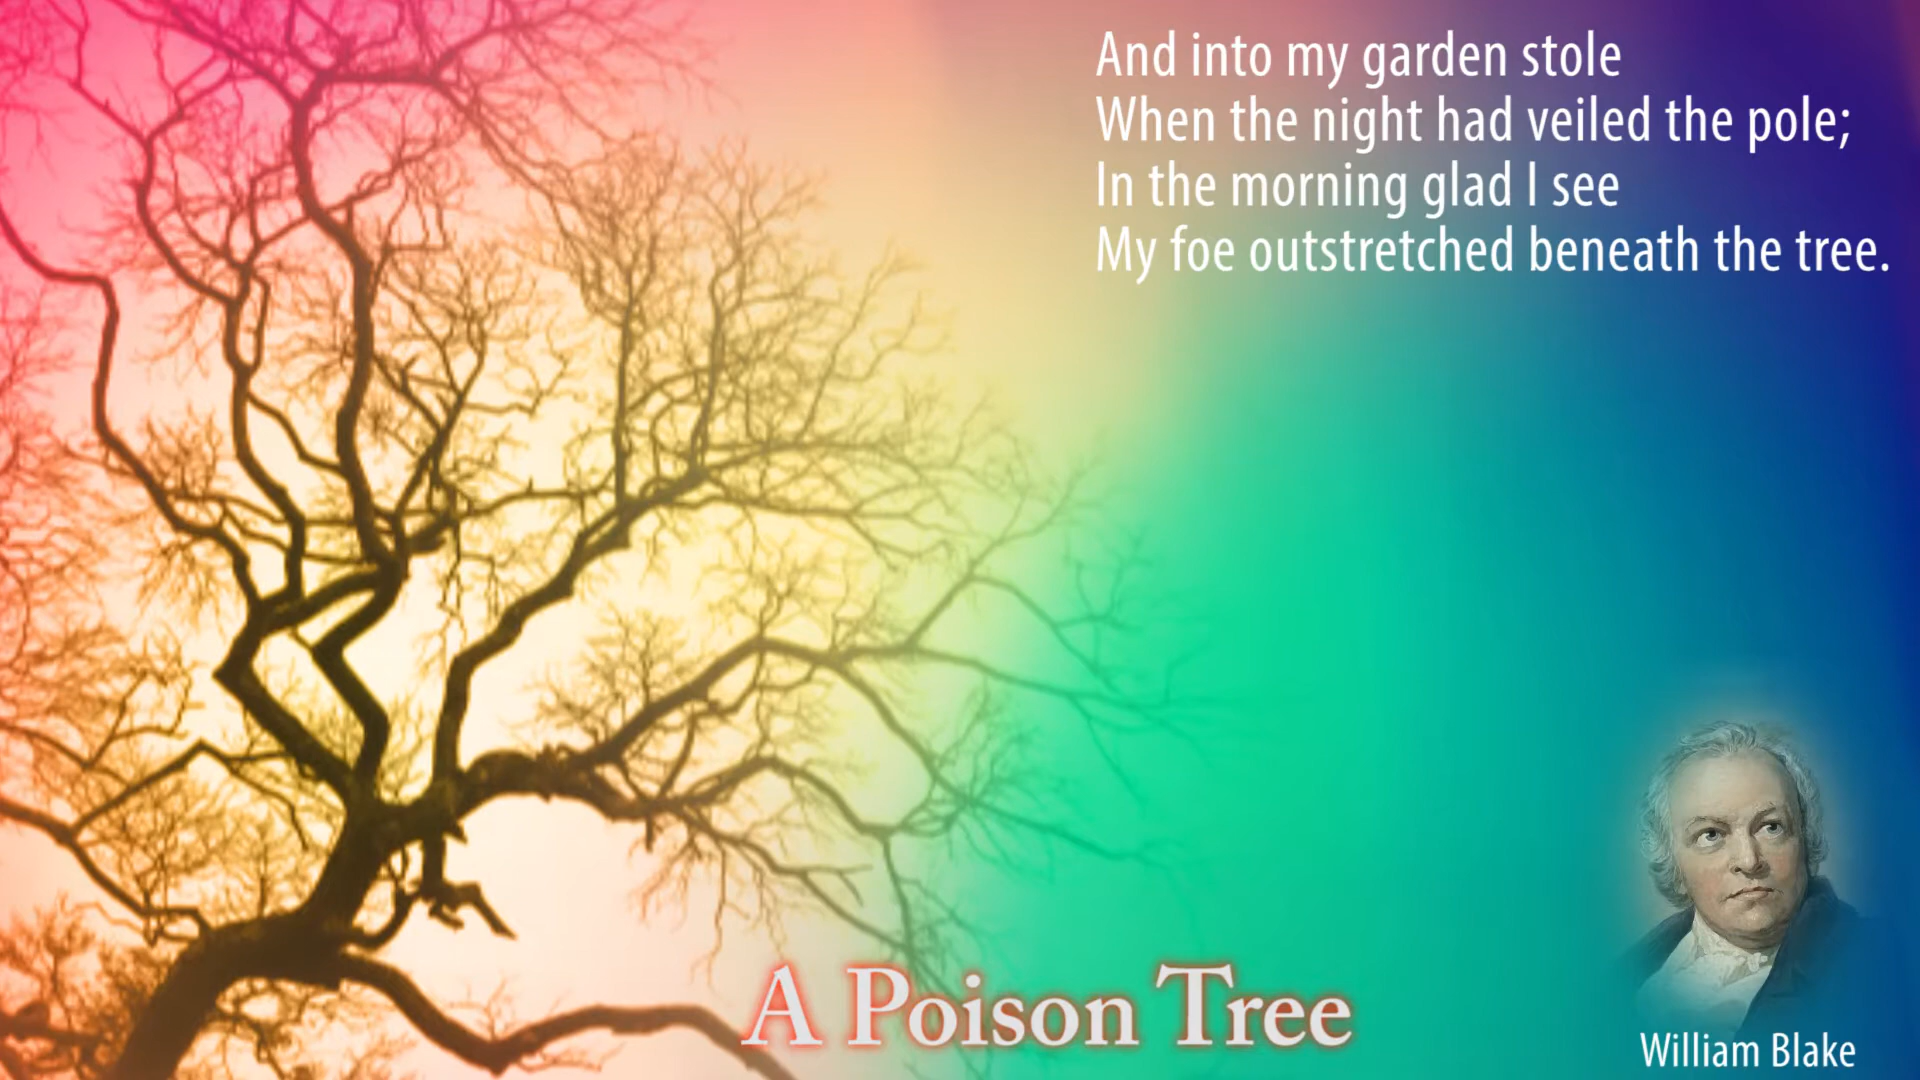 And into my garden stole
When the night had veiled the pole;
In the morning glad I see
My foe outstretched beneath the tree.
A Poison Tree
William Blake